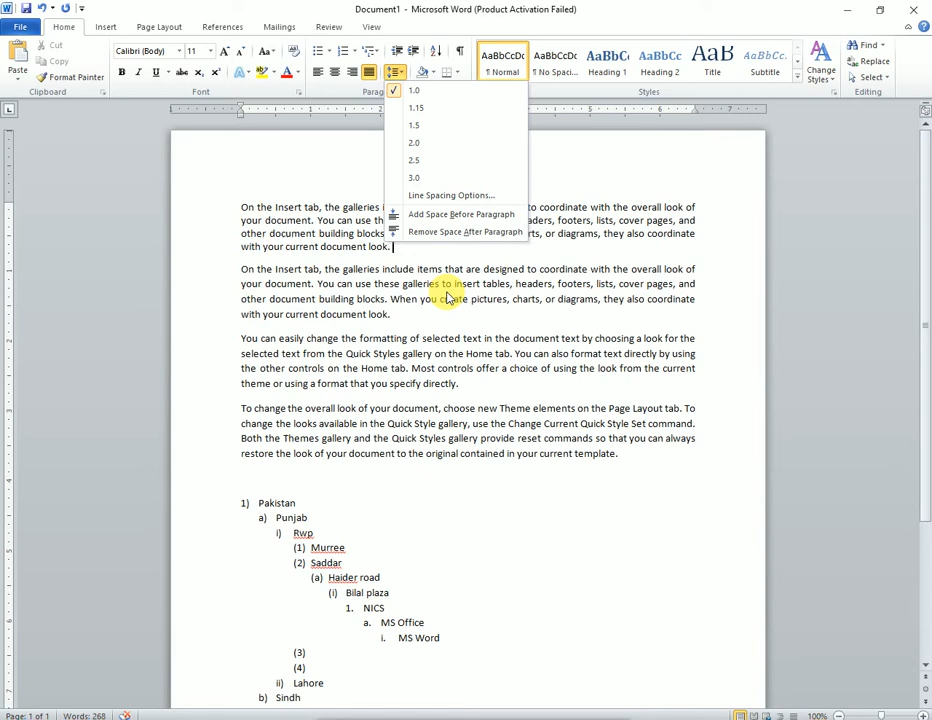 Document1 - Microsoft Word (Product Activation Failed)
File Home Insert Page Layout References Mailings Review View
Paste
Cut
Copy
Format Painter
Clipboard
Calibri (Body) 11
Font
AaBbCcDc AaBbCcDc AaBbCc AaBbCc AaB AaBbCc.
¶ Normal ¶ No Spaci... Heading 1 Heading 2 Title Subtitle
Change Styles
Styles
Find
Replace
Select
Editing
1.0
1.15
1.5
2.0
2.5
3.0
Line Spacing Options...
Add Space Before Paragraph
Remove Space After Paragraph
On the Insert tab, the galleries i to coordinate with the overall look of
your document. You can use the aders, footers, lists, cover pages, and
other document building blocks rts, or diagrams, they also coordinate
with your current document look.
On the Insert tab, the galleries include items that are designed to coordinate with the overall look of
your document. You can use these galleries to insert tables, headers, footers, lists, cover pages, and
other document building blocks. When you create pictures, charts, or diagrams, they also coordinate
with your current document look.
You can easily change the formatting of selected text in the document text by choosing a look for the
selected text from the Quick Styles gallery on the Home tab. You can also format text directly by using
the other controls on the Home tab. Most controls offer a choice of using the look from the current
theme or using a format that you specify directly.
To change the overall look of your document, choose new Theme elements on the Page Layout tab. To
change the looks available in the Quick Style gallery, use the Change Current Quick Style Set command.
Both the Themes gallery and the Quick Styles gallery provide reset commands so that you can always
restore the look of your document to the original contained in your current template.
1) Pakistan
a) Punjab
i) Rwp
(1) Murree
(2) Saddar
(a) Haider road
(i) Bilal plaza
1. NICS
a. MS Office
i. MS Word
(3)
(4)
ii) Lahore
b) Sindh
Page: 1 of 1 Words: 268 100%